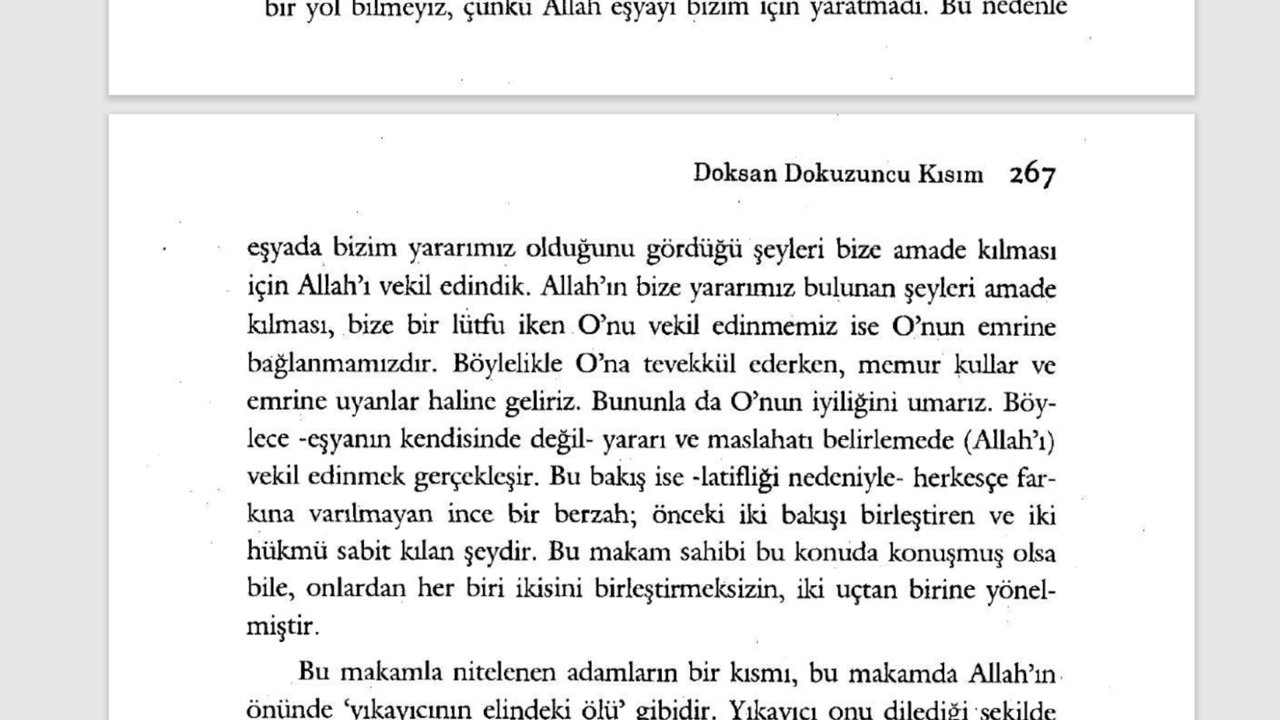 bir yol bilmeyiz, çünkü Allah eşyayı bizim için yaratmadı. Bu nedenle
Doksan Dokuzuncu Kısım 267
eşyada bizim yararımız olduğunu gördüğü şeyleri bize amade kılması
için Allah'ı vekil edindik. Allah'ın bize yararımız bulunan şeyleri amade
kılması, bize bir lütfu iken O'nu vekil edinmemiz ise O'nun emrine
bağlanmamızdır. Böylelikle O'na tevekkül ederken, memur kullar ve
emrine uyanlar haline geliriz. Bununla da O'nun iyiliğini umarız. Böy-
lece -eşyanın kendisinde değil- yararı ve maslahatı belirlemede (Allah'ı)
vekil edinmek gerçekleşir. Bu bakış ise -latifliği nedeniyle- herkesçe far-
kına varılmayan ince bir berzah; önceki iki bakışı birleştiren ve iki
hükmü sabit kılan şeydir. Bu makam sahibi bu konuda konuşmuş olsa
bile, onlardan her biri ikisini birleştirmeksizin, iki uçtan birine yönel-
miştir.
Bu makamla nitelenen adamların bir kısmı, bu makamda Allah'ın
önünde 'yıkayıcının elindeki ölü' gibidir. Yıkayıcı onu dilediği şekilde